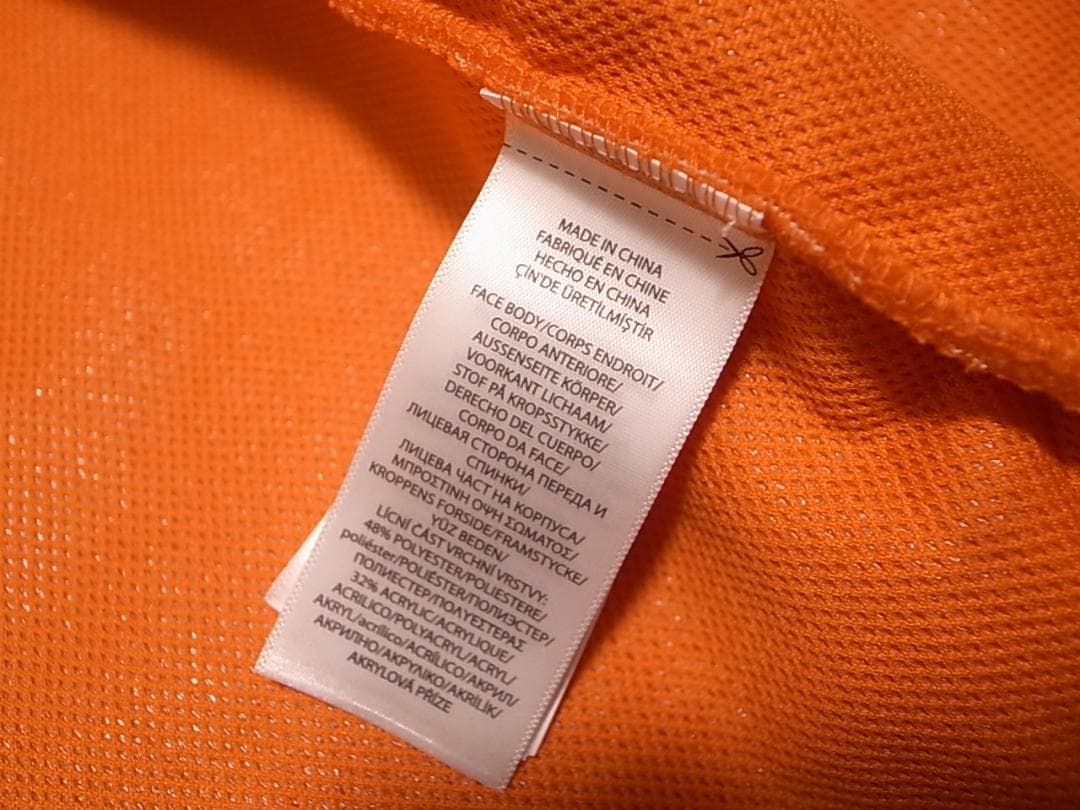 MADE IN CHINA
FABRIQUÉ EN CHINE
HECHO EN CHINA
ÇİN'DE ÜRETİLMİŞTİR
FACE BODY/CORPS ENDROIT/
CORPO ANTERIORE/
AUSSENSEITE KÖRPER/
VOORKANT LICHAAM/
STOF PÅ KROPSSTYKKE/
DERECHO DEL CUERPO/
CORPO DA FACE/
ЛИЦЕВАЯ СТОРОНА ПЕРЕДА И
СПИНКИ/
ЛИЦЕВА ЧАСТ НА КОРПУСА/
ΜΠΡΟΣΤΙΝΗ ΟΨΗ ΣΩΜΑΤΟΣ/
KROPPENS FORSIDE/FRAMSTYCKE/
YÜZ BEDEN/
LÍCNÍ ČÁST VRCHNÍ VRSTVY:
48% POLYESTER/POLIESTERE/
poliéster/POLIÉSTER/ПОЛИЭСТЕР/
ПОЛИЕСТЕР/ΠΟΛΥΕΣΤΕΡΑΣ
32% ACRYLIC/ACRYLIQUE/
ACRILICO/POLYACRYL/ACRYL/
AKRYL/acrílico/ACRÍLICO/АКРИЛ/
АКРИЛНО/ΑΚΡΥΛΙΚΟ/AKRİLİK/
AKRYLOVÁ PŘÍZE